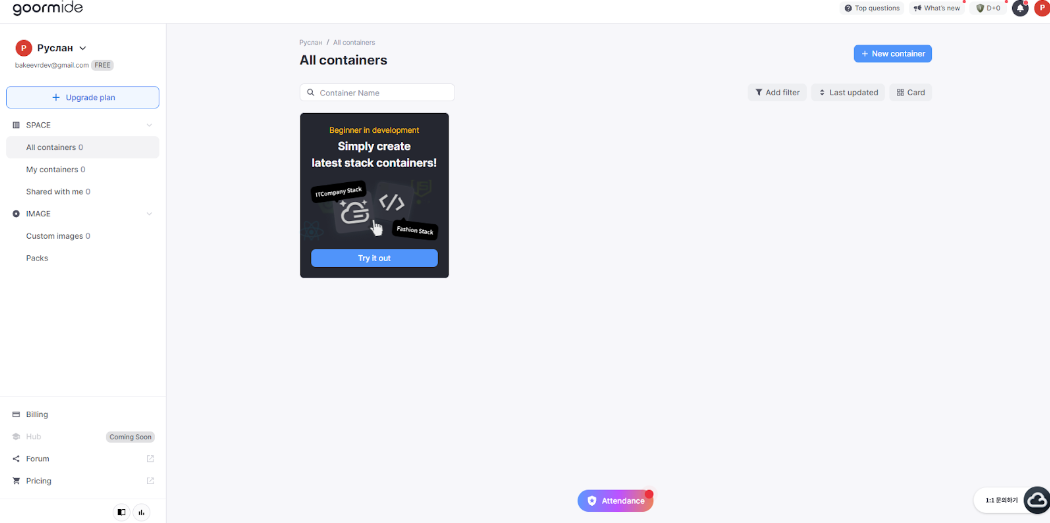 goormide
Top questions
What's new
D+0
P
P
Руслан
bakeevrdev@gmail.com FREE
+ Upgrade plan
SPACE
All containers 0
My containers 0
Shared with me 0
IMAGE
Custom images 0
Packs
Billing
Hub Coming Soon
Forum
Pricing
Руслан / All containers
All containers
+ New container
Container Name
Add filter
Last updated
Card
Beginner in development
Simply create
latest stack containers!
ITCompany Stack
</>
Fashion Stack
Try it out
Attendance
1:1 문의하기